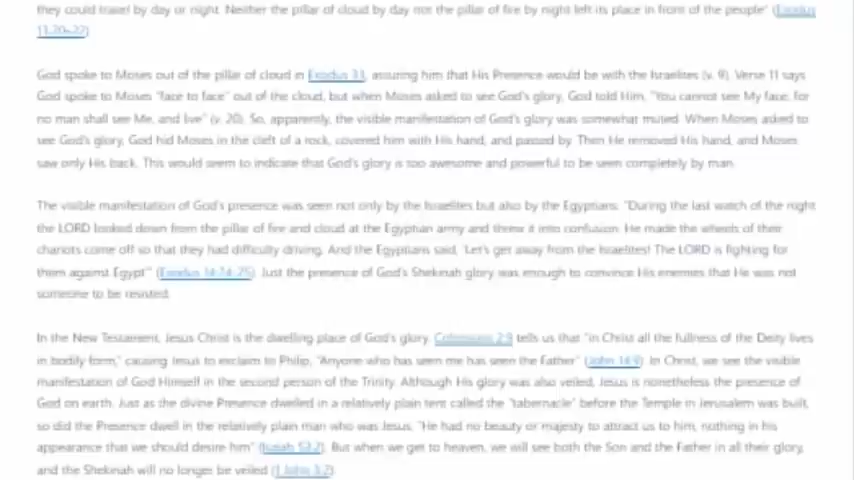 they could travel by day or night. Neither the pillar of cloud by day not the pillar of fire by night left its place in front of the people" (Exodus
13:20-22).
God spoke to Moses out of the pillar of cloud in Exodus 33, assuring him that His Presence would be with the Israelites (v. 9). Verse 11 says
God spoke to Moses "face to face" out of the cloud, but when Moses asked to see God's glory, God told Him, "You cannot see My face, for
no man shall see Me, and live" (v. 20). So, apparently, the visible manifestation of God's glory was somewhat muted. When Moses asked to
see God's glory, God hid Moses in the cleft of a rock, covered him with His hand, and passed by. Then He removed His hand, and Moses
saw only His back. This would seem to indicate that God's glory is too awesome and powerful to be seen completely by man.
The visible manifestation of God's presence was seen not only by the Israelites but also by the Egyptians: "During the last watch of the night
the LORD looked down from the pillar of fire and cloud at the Egyptian army and threw it into confusion. He made the wheels of their
chariots come off so that they had difficulty driving. And the Egyptians said, 'Let's get away from the Israelites! The LORD is fighting for
them against Egypt'" (Exodus 14:24-25). Just the presence of God's Shekinah glory was enough to convince His enemies that He was not
someone to be resisted.
In the New Testament, Jesus Christ is the dwelling place of God's glory. Colossians 2:9 tells us that "in Christ all the fullness of the Deity lives
in bodily form," causing Jesus to exclaim to Philip, "Anyone who has seen me has seen the Father" (John 14:9). In Christ, we see the visible
manifestation of God Himself in the second person of the Trinity. Although His glory was also veiled, Jesus is nonetheless the presence of
God on earth. Just as the divine Presence dwelled in a relatively plain tent called the "tabernacle" before the Temple in Jerusalem was built,
so did the Presence dwell in the relatively plain man who was Jesus. "He had no beauty or majesty to attract us to him, nothing in his
appearance that we should desire him" (Isaiah 53:2). But when we get to heaven, we will see both the Son and the Father in all their glory,
and the Shekinah will no longer be veiled (1 John 3:2).